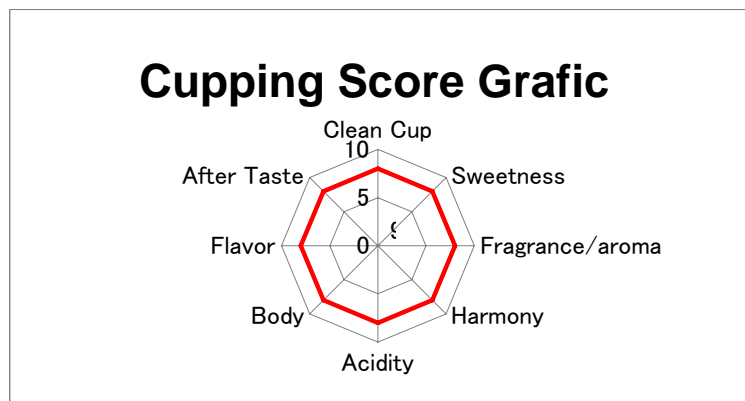 Cupping Score Grafic
Clean Cup
10
After Taste
Sweetness
5
Flavor
0
Fragrance/aroma
Body
Harmony
Acidity